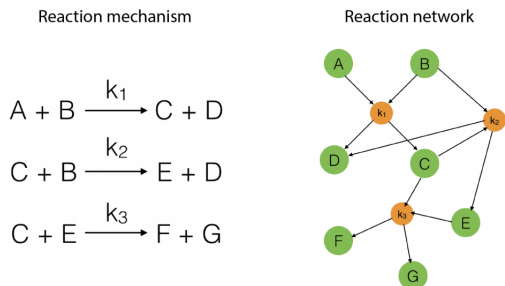 Reaction mechanism
A + B k₁ C + D
C + B k₂ E + D
C + E k₃ F + G
Reaction network
A
B
k₁
k₂
D
C
k₃
E
F
G